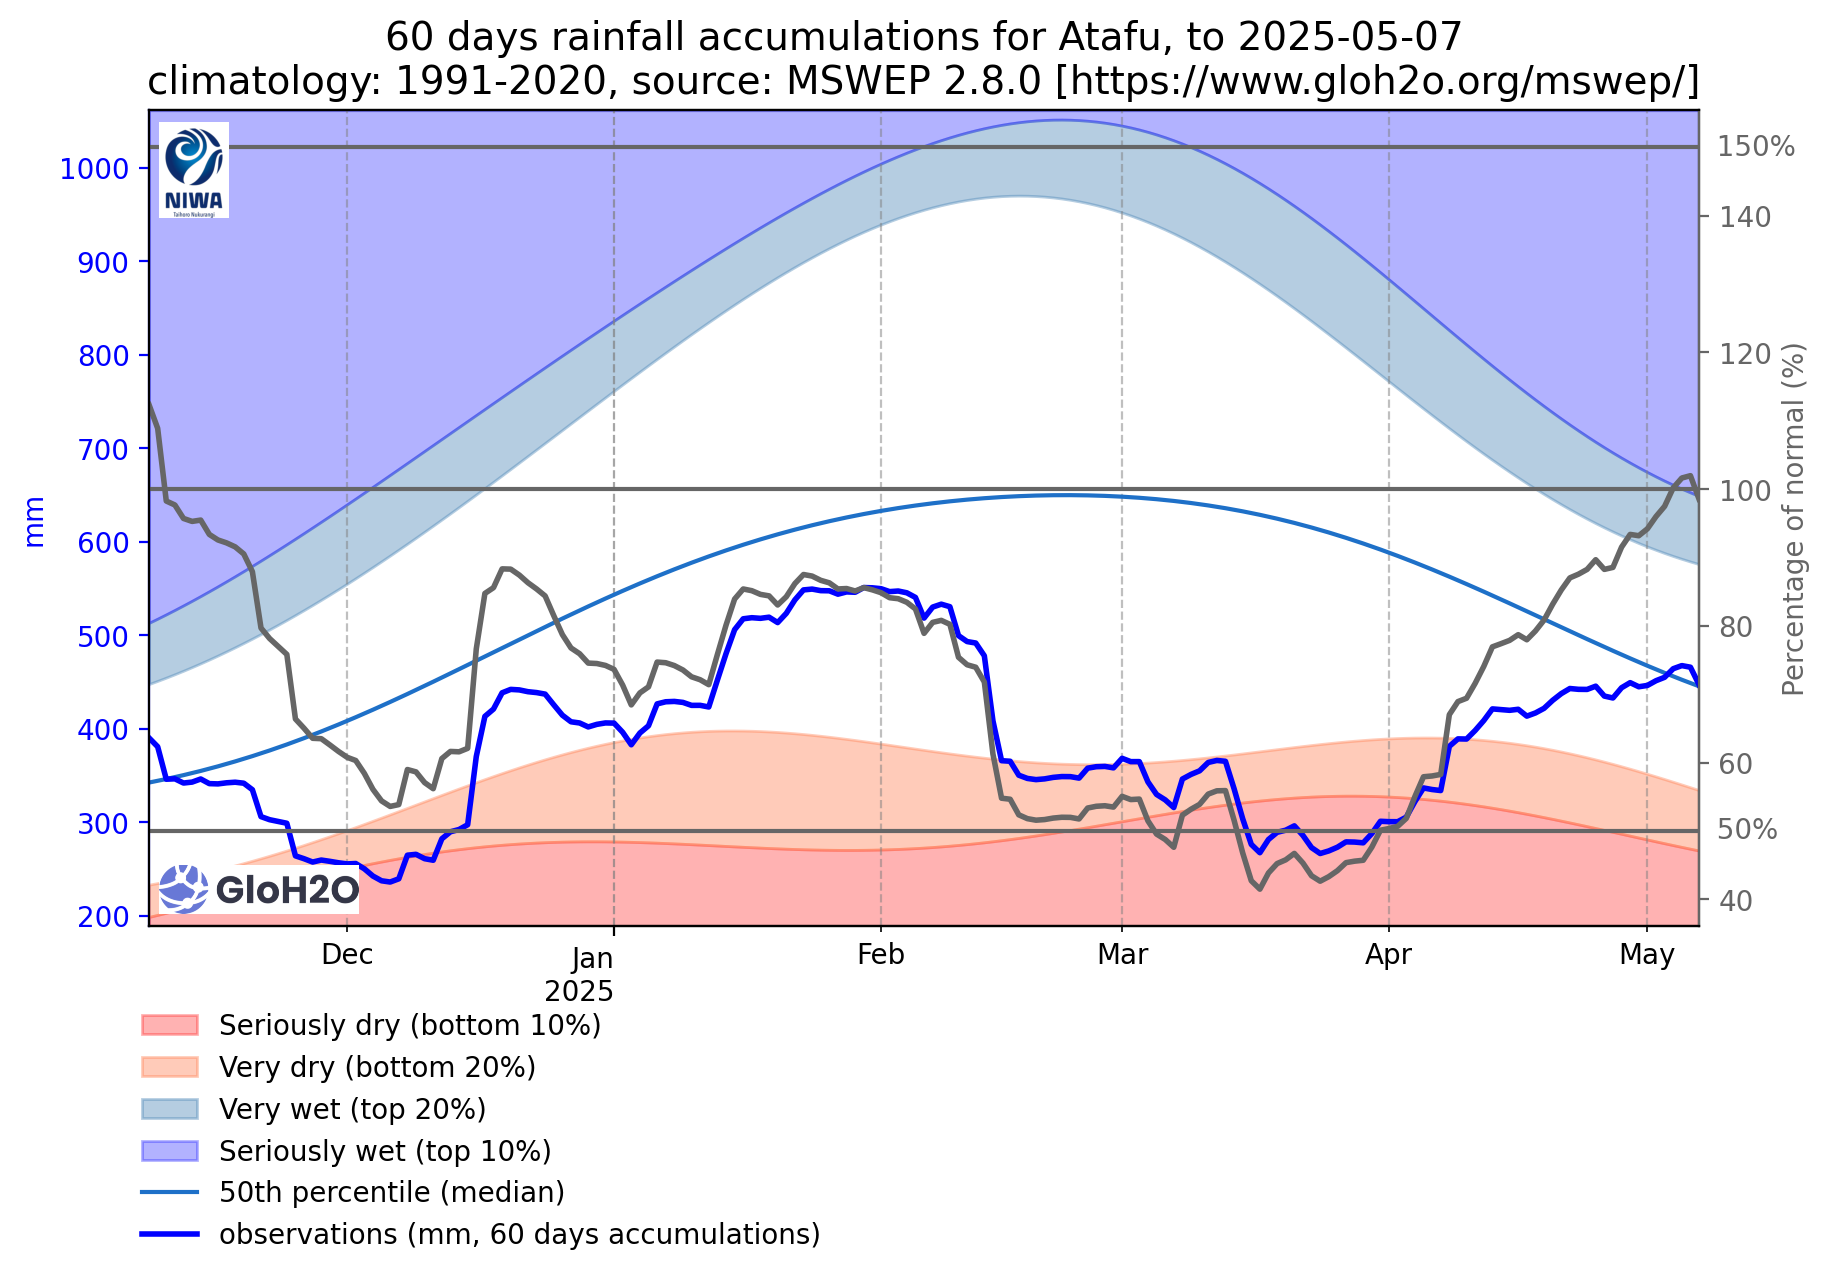 60 days rainfall accumulations for Atafu, to 2025-05-07
climatology: 1991-2020, source: MSWEP 2.8.0 [https://www.gloh2o.org/mswep/]
NIWA
Taihoro Nukurangi
GloH2O
mm
1000
900
800
700
600
500
400
300
200
150%
140
120
100
80
60
50%
40
Percentage of normal (%)
Dec
Jan
2025
Feb
Mar
Apr
May
Seriously dry (bottom 10%)
Very dry (bottom 20%)
Very wet (top 20%)
Seriously wet (top 10%)
50th percentile (median)
observations (mm, 60 days accumulations)